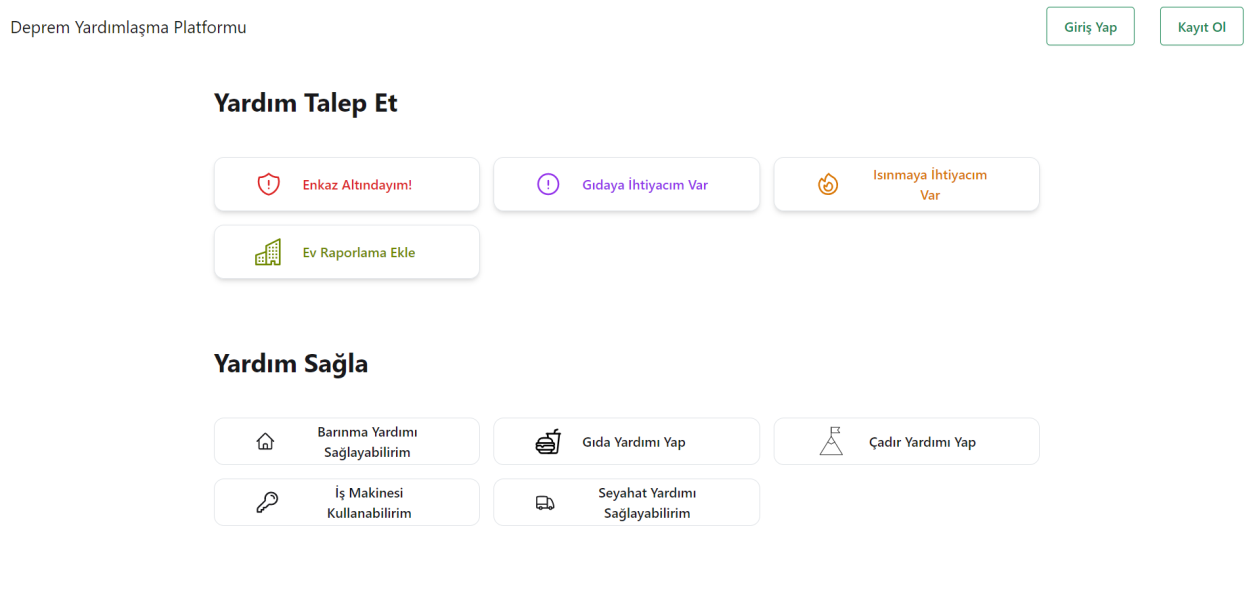 Deprem Yardımlaşma Platformu
Giriş Yap
Kayıt Ol
Yardım Talep Et
Enkaz Altındayım!
Gıdaya İhtiyacım Var
Isınmaya İhtiyacım
Var
Ev Raporlama Ekle
Yardım Sağla
Barınma Yardımı
Sağlayabilirim
Gıda Yardımı Yap
Çadır Yardımı Yap
İş Makinesi
Kullanabilirim
Seyahat Yardımı
Sağlayabilirim